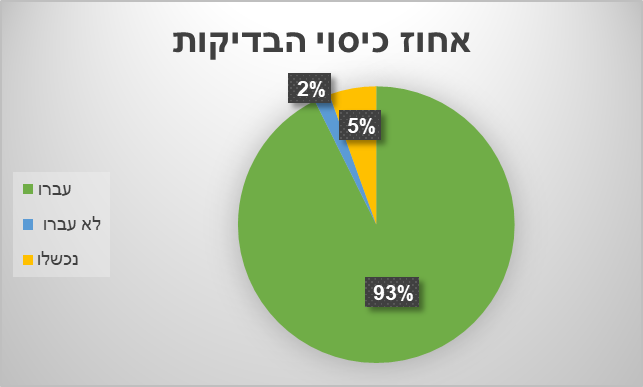 אחוז כיסוי הבדיקות
2%
5%
עברו
לא עברו
נכשלו
93%